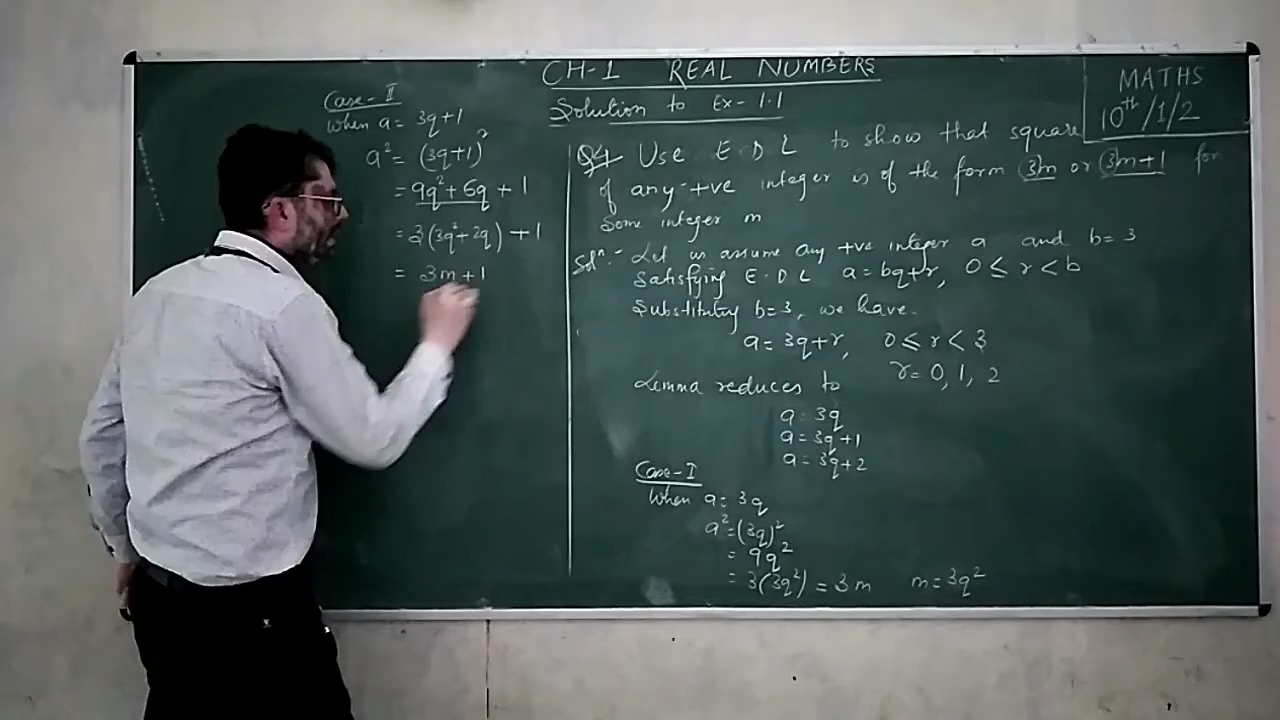 CH-1 REAL NUMBERS
Solution to Ex-1.1
MATHS
10th/1/2
Q4 Use E.D L to show that square
of any +ve integer is of the form 3m or 3m+1 for
some integer m
Soln:- Let us assume any +ve integer a and b=3
Satisfying E.D L a=bq+r, 0≤r<b
Substituting b=3, we have.
a=3q+r, 0≤r<3
r=0,1,2
Lemma reduces to
a=3q
a=3q+1
a=3q+2
Case-I
When a=3q
a²=(3q)²
=9q²
=3(3q²)=3m m=3q²
Case-II
When a=3q+1
a²=(3q+1)²
=9q²+6q+1
=3(3q²+2q)+1
=3m+1